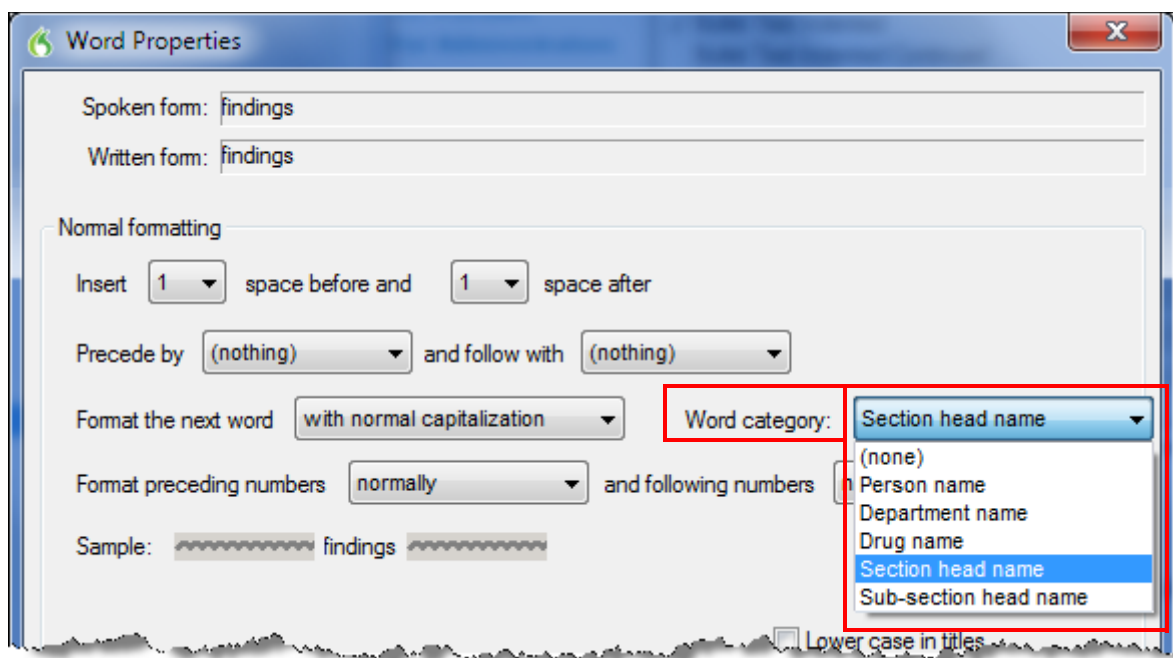 Word Properties
Spoken form: findings
Written form: findings
Normal formatting
Insert 1 space before and 1 space after
Precede by (nothing) and follow with (nothing)
Format the next word with normal capitalization Word category: Section head name
(none)
Format preceding numbers normally and following numbers
Person name
Department name
Sample: findings
Drug name
Section head name
Sub-section head name
Lower case in titles